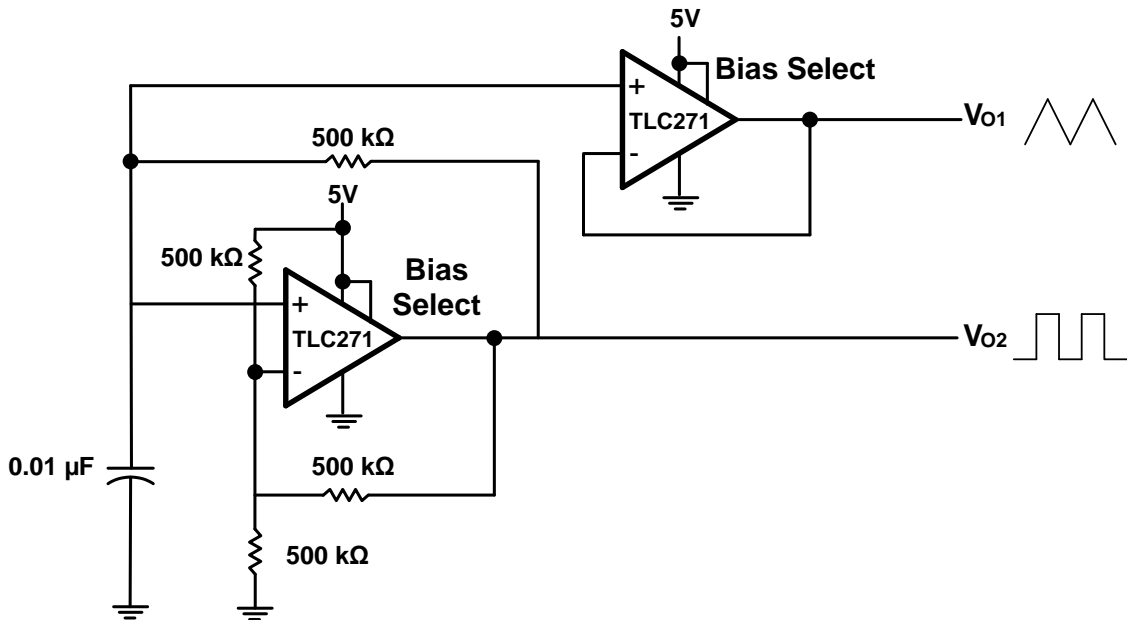 5V
Bias Select
+
TLC271
-
VO1
500 kΩ
5V
500 kΩ
Bias
Select
+
TLC271
-
VO2
0.01 µF
500 kΩ
500 kΩ